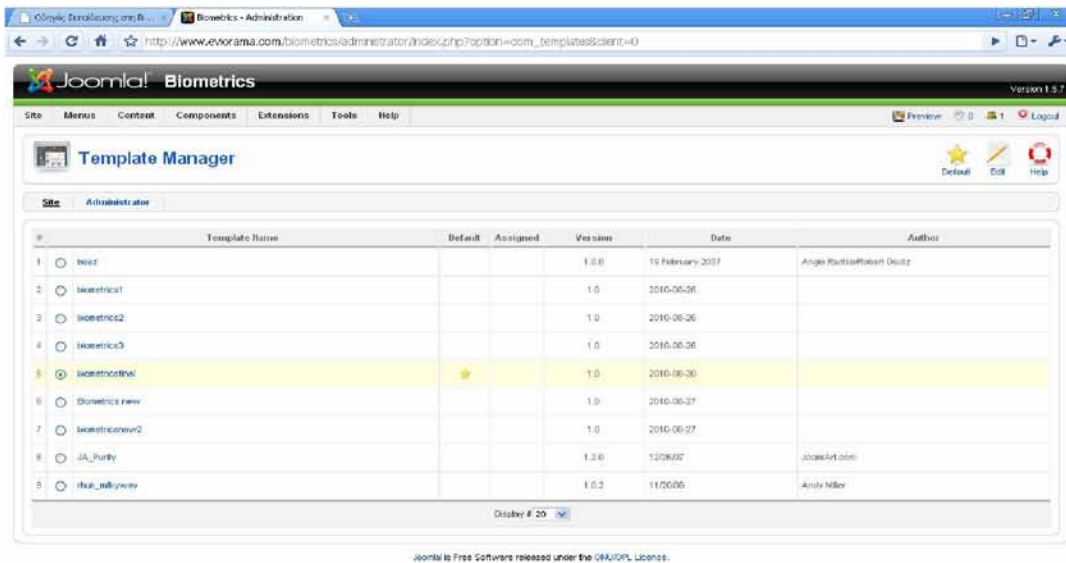 Biometrics - Administration
http://www.eviorama.com/biometrics/administrator/index.php?option=com_templates&client=0
Joomla! Biometrics
Version 1.5.7
Site Menus Content Components Extensions Tools Help Preview 0 1 Logout
Template Manager
Default Edit Help
Site Administrator
# Template Name Default Assigned Version Date Author
1 beez 1.0.0 19 February 2007
2 biometrics1 1.0 2010-08-26
3 biometrics2 1.0 2010-08-26
4 biometrics3 1.0 2010-08-26
5 biometricsfinal 1.0 2010-08-30
6 Biometrics new 1.0 2010-08-27
7 biometricsnew2 1.0 2010-08-27
8 JA_Purity 1.2.0 12/26/07 JoomlArt.com
9 rhuk_milkyway 1.0.2 11/20/06 Andy Miller
Display # 20
Joomla! is Free Software released under the GNU/GPL License.